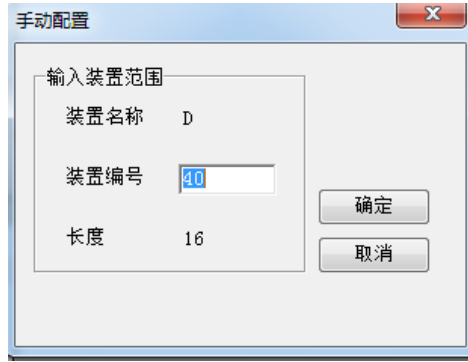 手动配置
输入装置范围
装置名称 D
装置编号 40
长度 16
确定
取消